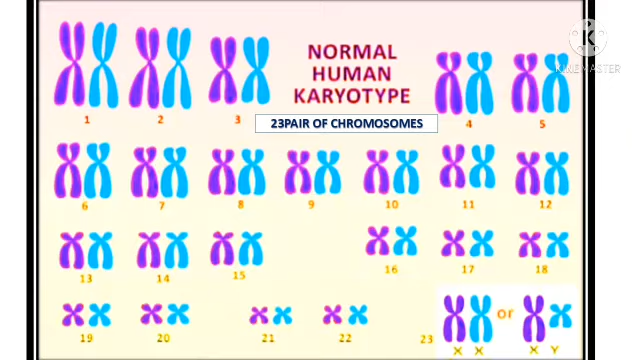 NORMAL
HUMAN
KARYOTYPE
23PAIR OF CHROMOSOMES
KINEMASTER
1 2 3 4 5
6 7 8 9 10 11 12
13 14 15 16 17 18
19 20 21 22 23
or
X X X Y